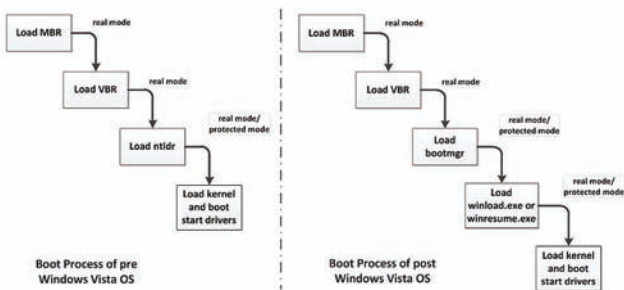 Load MBR
real mode
Load VBR
real mode
Load ntldr
real mode/
protected mode
Load kernel
and boot
start drivers
Boot Process of pre
Windows Vista OS
Load MBR
real mode
Load VBR
real mode
Load
bootmgr
real mode/
protected mode
Load
winload.exe or
winresume.exe
real mode/
protected mode
Load kernel
and boot
start drivers
Boot Process of post
Windows Vista OS